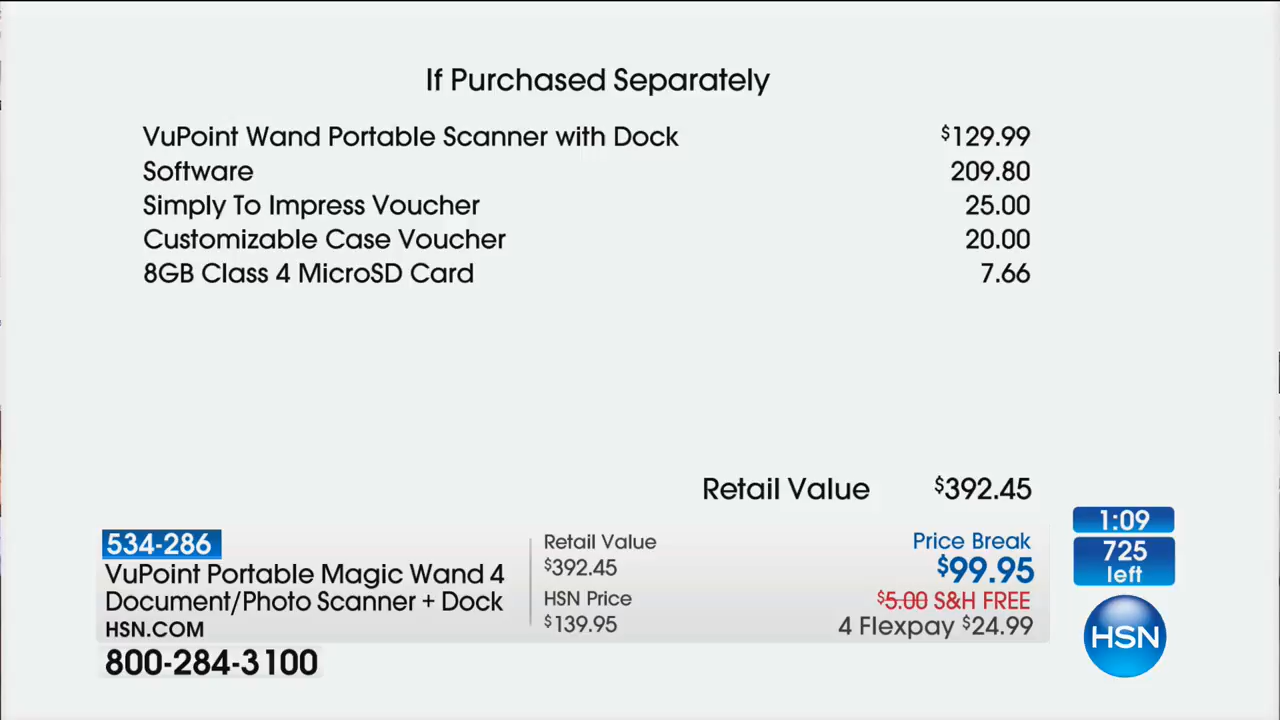 If Purchased Separately
VuPoint Wand Portable Scanner with Dock $129.99
Software 209.80
Simply To Impress Voucher 25.00
Customizable Case Voucher 20.00
8GB Class 4 MicroSD Card 7.66
Retail Value $392.45
534-286
VuPoint Portable Magic Wand 4
Document/Photo Scanner + Dock
HSN.COM
800-284-3100
Retail Value
$392.45
HSN Price
$139.95
Price Break
$99.95
$5.00 S&H FREE
4 Flexpay $24.99
1:09
725
left
HSN